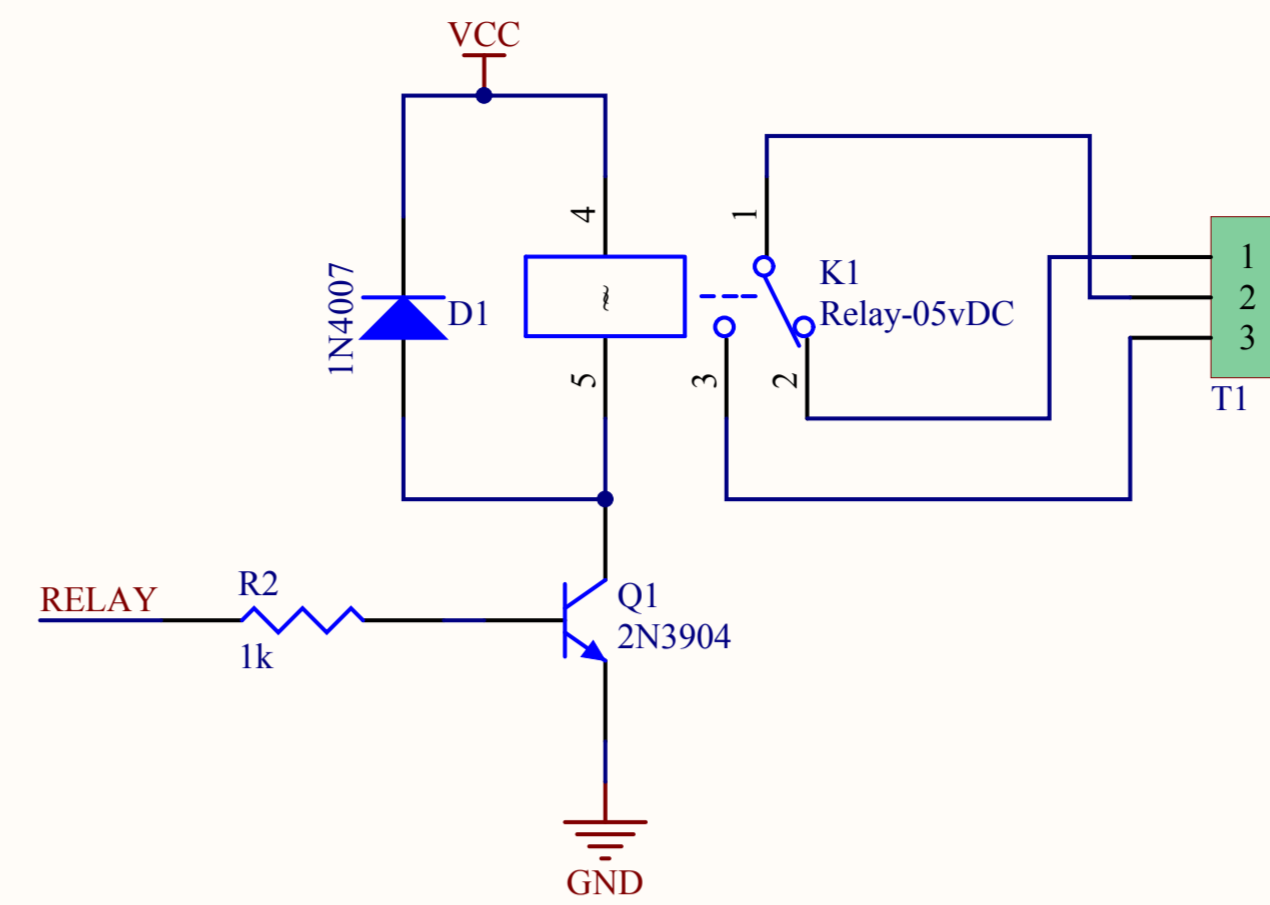 VCC
4
1
1N4007
D1
K1
Relay-05vDC
1
2
3
5
3
2
T1
RELAY
R2
1k
Q1
2N3904
GND